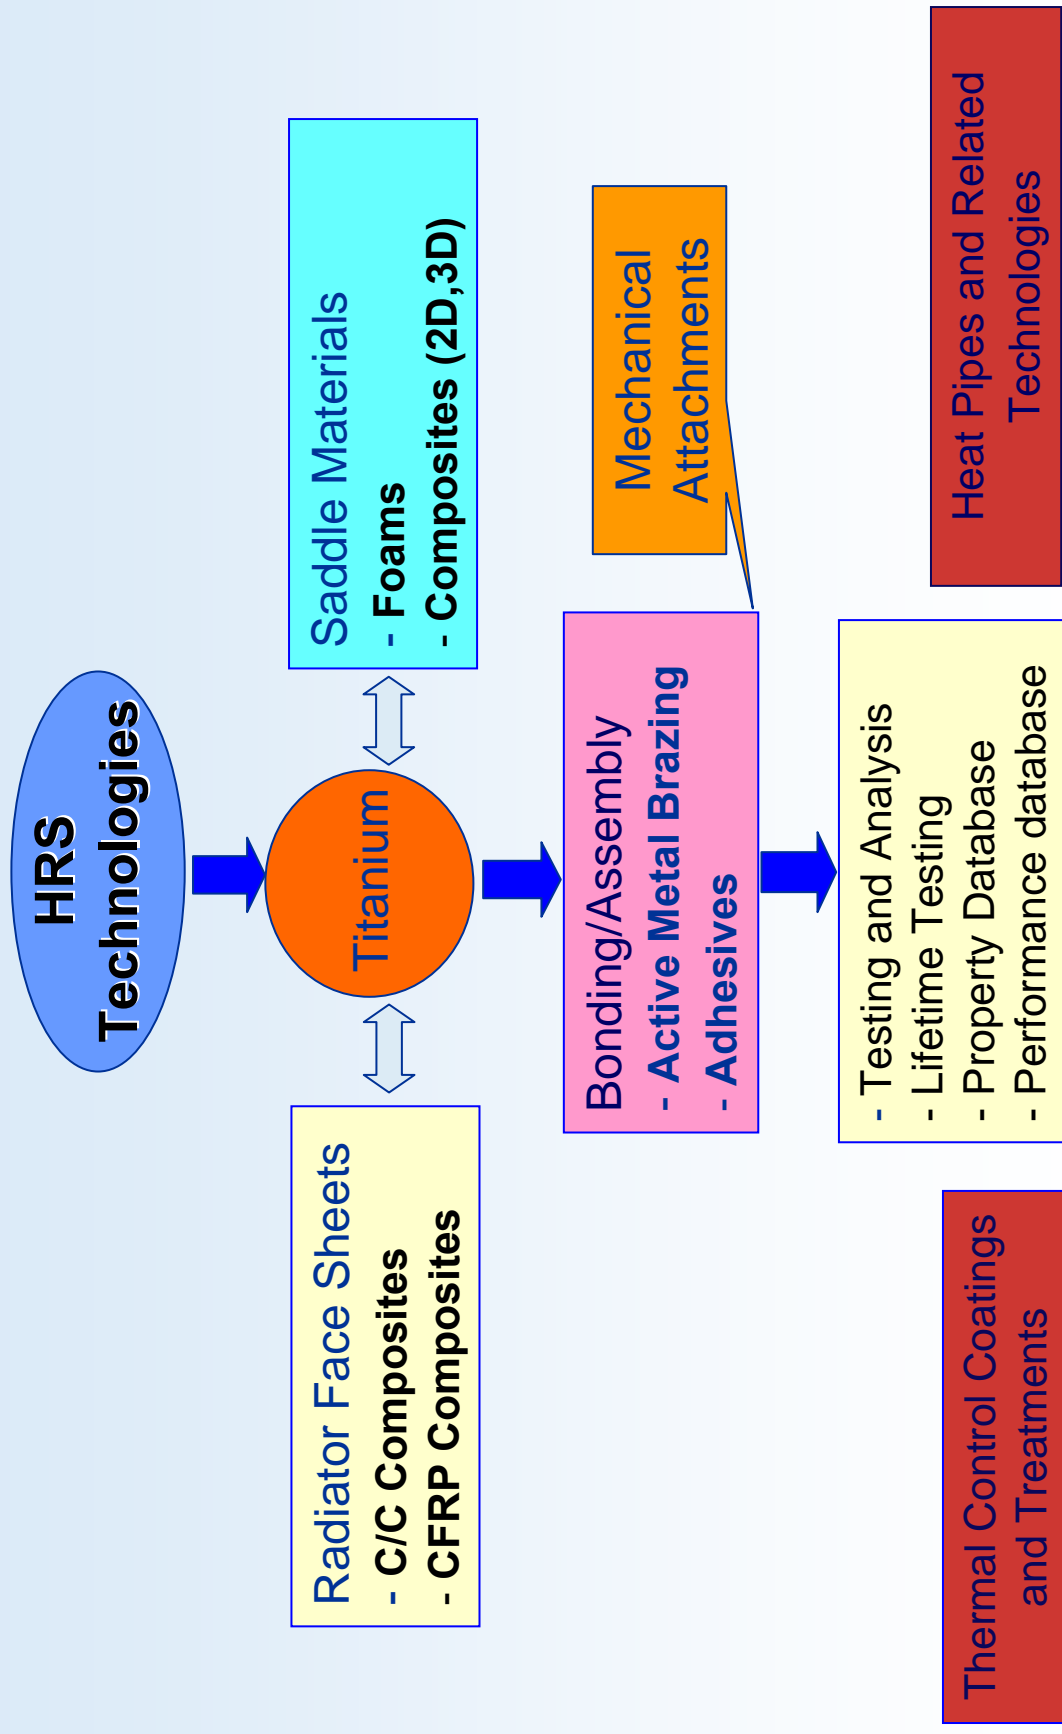 HRS
Technologies
Radiator Face Sheets
- C/C Composites
- CFRP Composites
Titanium
Saddle Materials
- Foams
- Composites (2D,3D)
Bonding/Assembly
- Active Metal Brazing
- Adhesives
Mechanical
Attachments
Thermal Control Coatings
and Treatments
- Testing and Analysis
- Lifetime Testing
- Property Database
- Performance database
Heat Pipes and Related
Technologies